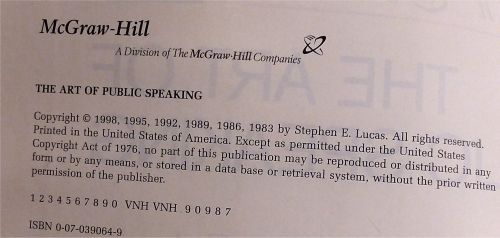 McGraw-Hill
A Division of The McGraw-Hill Companies
THE ART OF PUBLIC SPEAKING
Copyright © 1998, 1995, 1992, 1989, 1986, 1983 by Stephen E. Lucas. All rights reserved.
Printed in the United States of America. Except as permitted under the United States
Copyright Act of 1976, no part of this publication may be reproduced or distributed in any
form or by any means, or stored in a data base or retrieval system, without the prior written
permission of the publisher.
1 2 3 4 5 6 7 8 9 0 VNH VNH 9 0 9 8 7
ISBN 0-07-039064-9